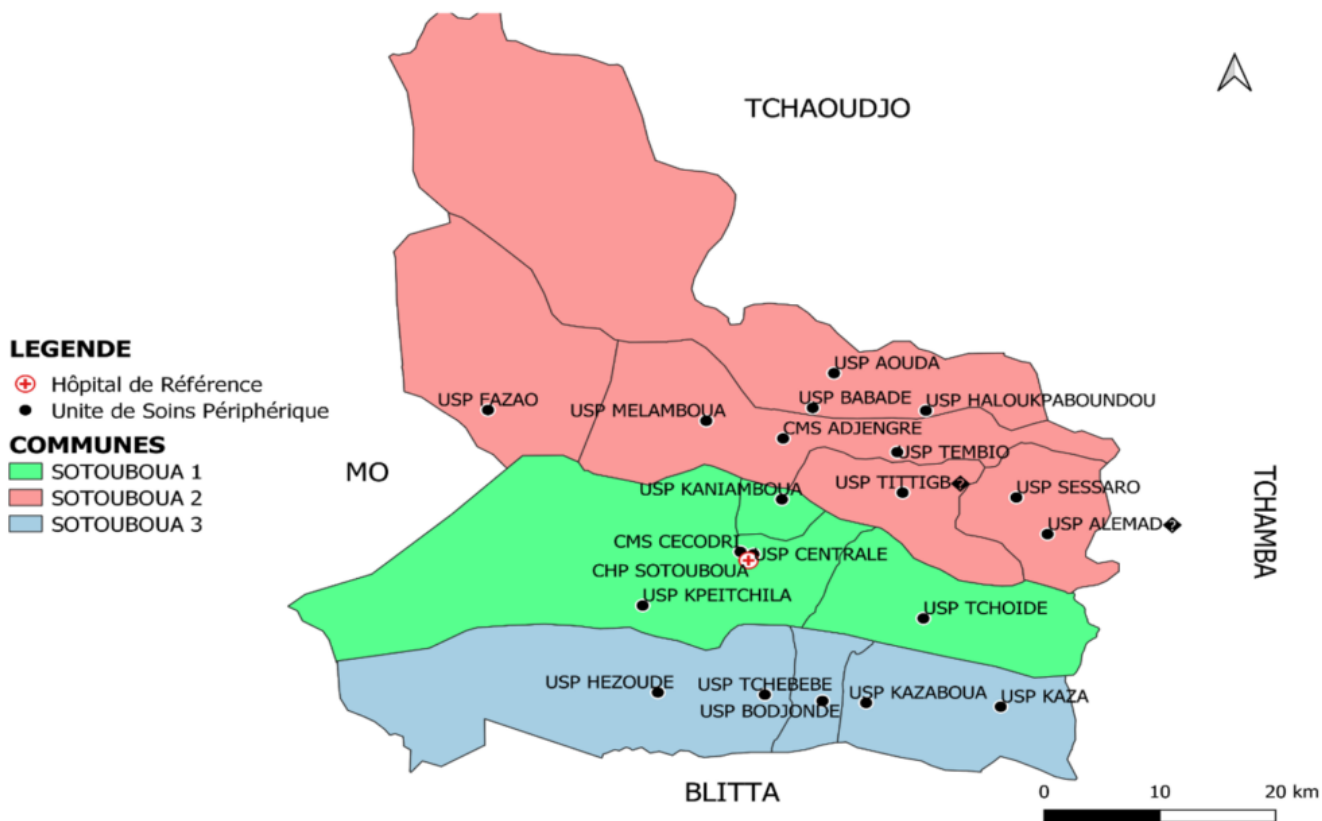 TCHAOUDJO
LEGENDE
Hôpital de Référence
Unite de Soins Périphérique
COMMUNES
SOTOUBOUA 1
SOTOUBOUA 2
SOTOUBOUA 3
MO
USP AOUDA
USP FAZAO
USP MELAMBOUA
USP BABADE
USP HALOUKPABOUNDOU
CMS ADJENGRE
USP TEMBIO
USP TITTIGB�
USP SESSARO
USP ALEMAD�
USP KANIAMBOUA
CMS CECODRI
USP CENTRALE
CHP SOTOUBOUA
USP KPEITCHILA
USP TCHOIDE
USP HEZOUDE
USP TCHEBEBE
USP BODJONDE
USP KAZABOUA
USP KAZA
TCHAMBA
BLITTA
0 10 20 km